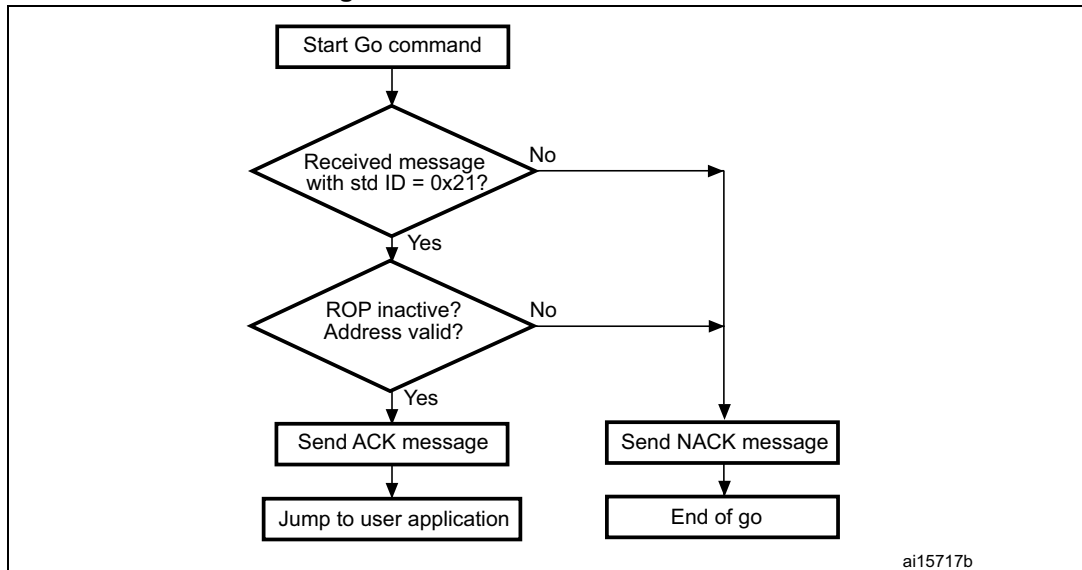 Start Go command
Received message
with std ID = 0x21?
No
Yes
ROP inactive?
Address valid?
No
Yes
Send ACK message
Send NACK message
Jump to user application
End of go
ai15717b